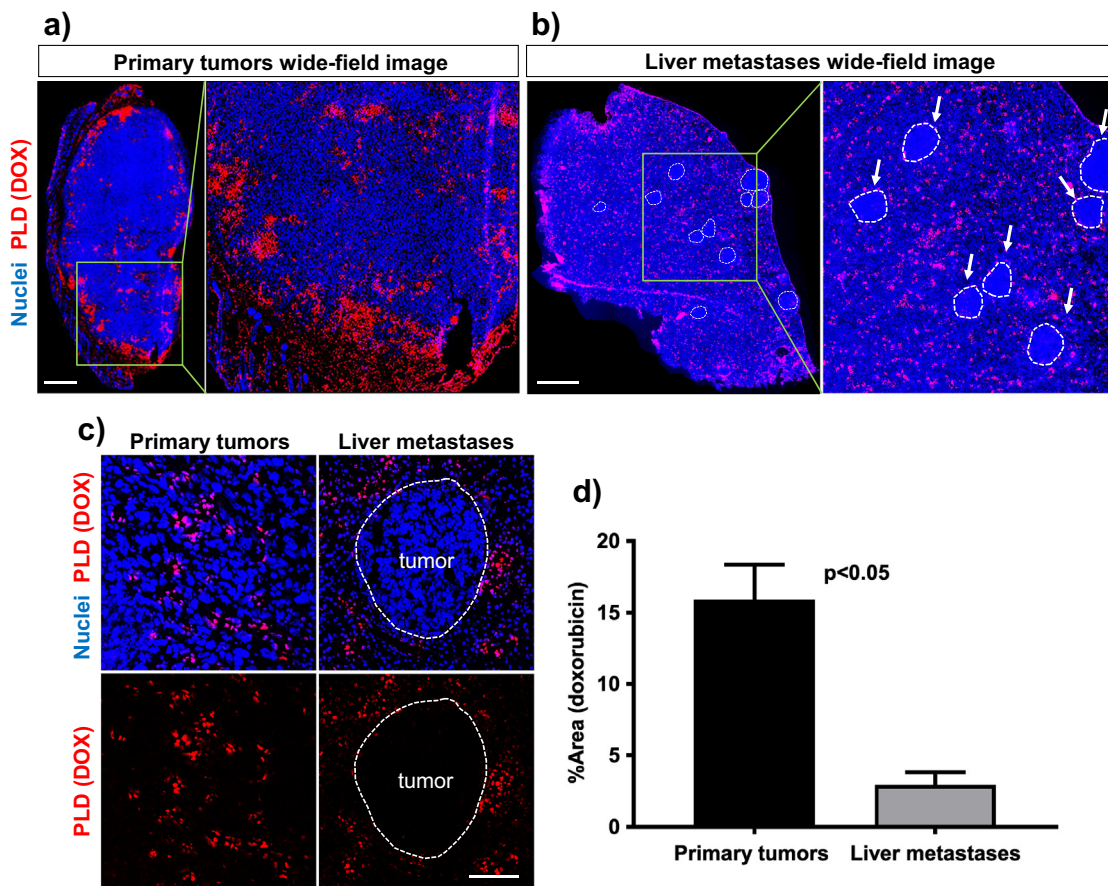 a)
Primary tumors wide-field image
b)
Liver metastases wide-field image
Nuclei PLD (DOX)
c)
Primary tumors
Liver metastases
Nuclei PLD (DOX)
tumor
PLD (DOX)
tumor
d)
%Area (doxorubicin)
20
15
10
5
0
p<0.05
Primary tumors
Liver metastases